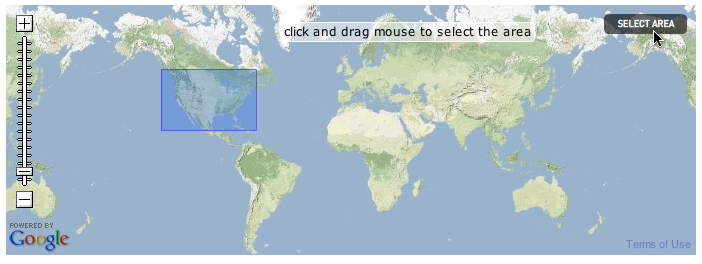 click and drag mouse to select the area
SELECT AREA
POWERED BY
Google
Terms of Use